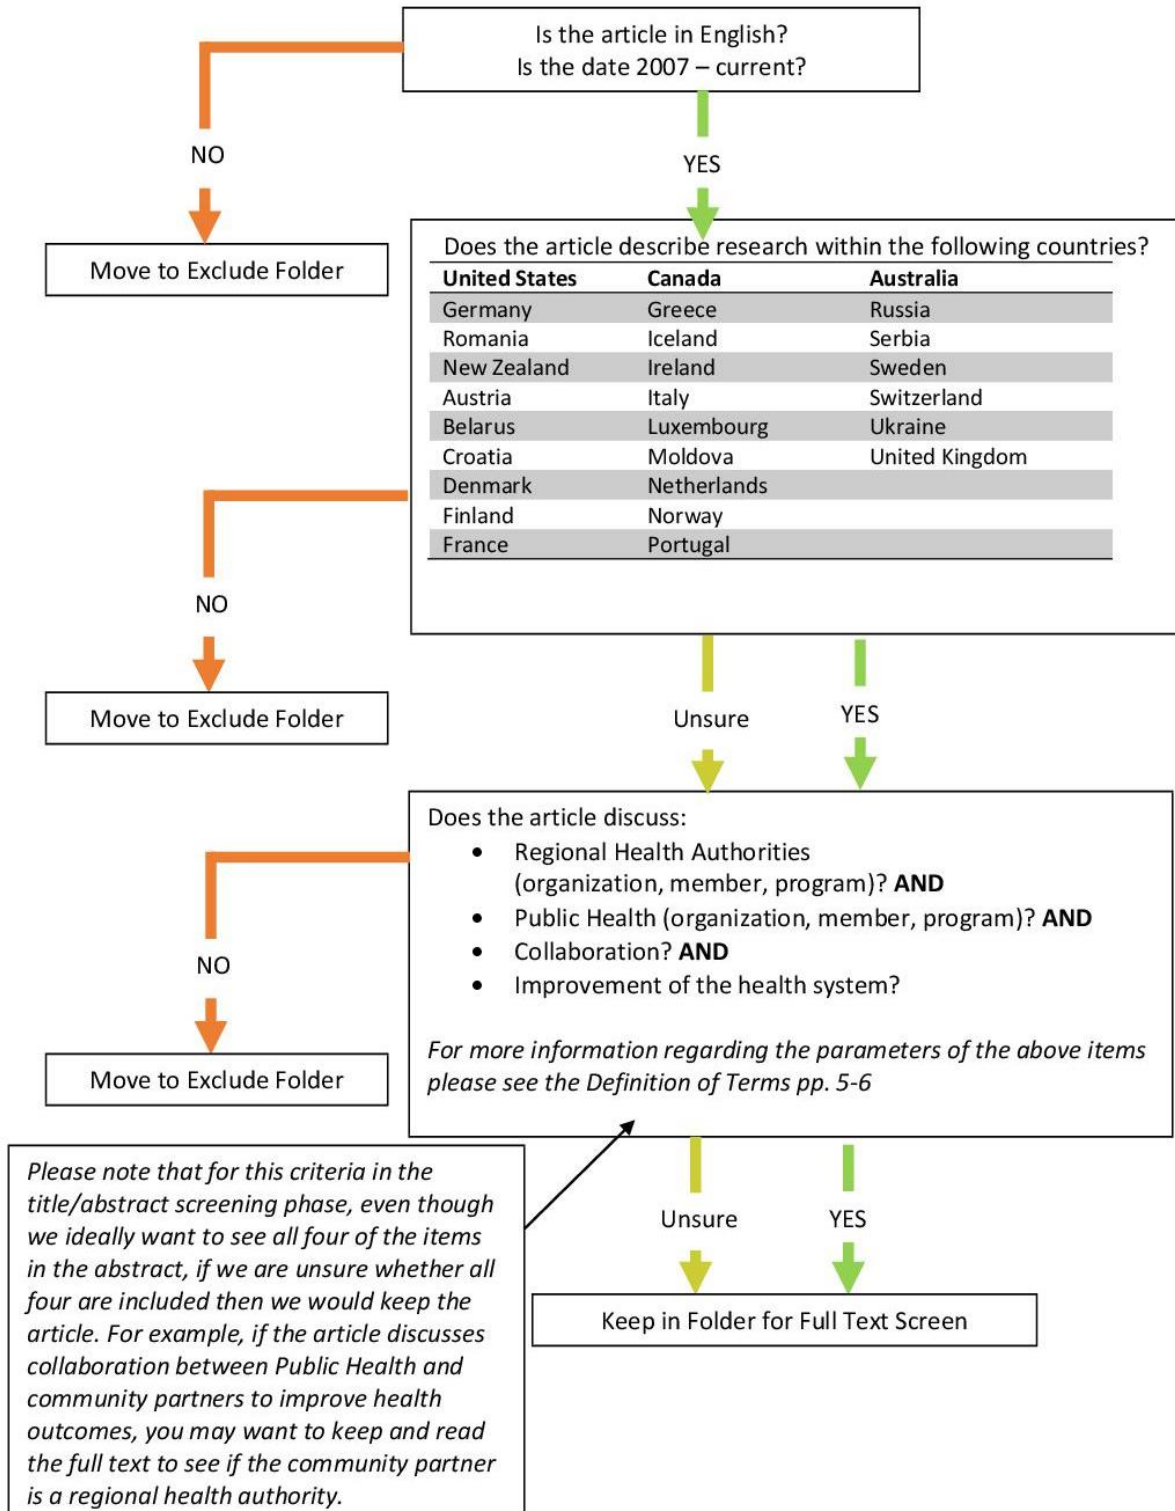 Is the article in English?
Is the date 2007 – current?
NO
YES
Move to Exclude Folder
Does the article describe research within the following countries?
United States Canada Australia
Germany Greece Russia
Romania Iceland Serbia
New Zealand Ireland Sweden
Austria Italy Switzerland
Belarus Luxembourg Ukraine
Croatia Moldova United Kingdom
Denmark Netherlands
Finland Norway
France Portugal
NO
Move to Exclude Folder
Unsure
YES
Does the article discuss:
• Regional Health Authorities
(organization, member, program)? AND
• Public Health (organization, member, program)? AND
• Collaboration? AND
• Improvement of the health system?
For more information regarding the parameters of the above items
please see the Definition of Terms pp. 5-6
NO
Move to Exclude Folder
Please note that for this criteria in the
title/abstract screening phase, even though
we ideally want to see all four of the items
in the abstract, if we are unsure whether all
four are included then we would keep the
article. For example, if the article discusses
collaboration between Public Health and
community partners to improve health
outcomes, you may want to keep and read
the full text to see if the community partner
is a regional health authority.
Unsure
YES
Keep in Folder for Full Text Screen